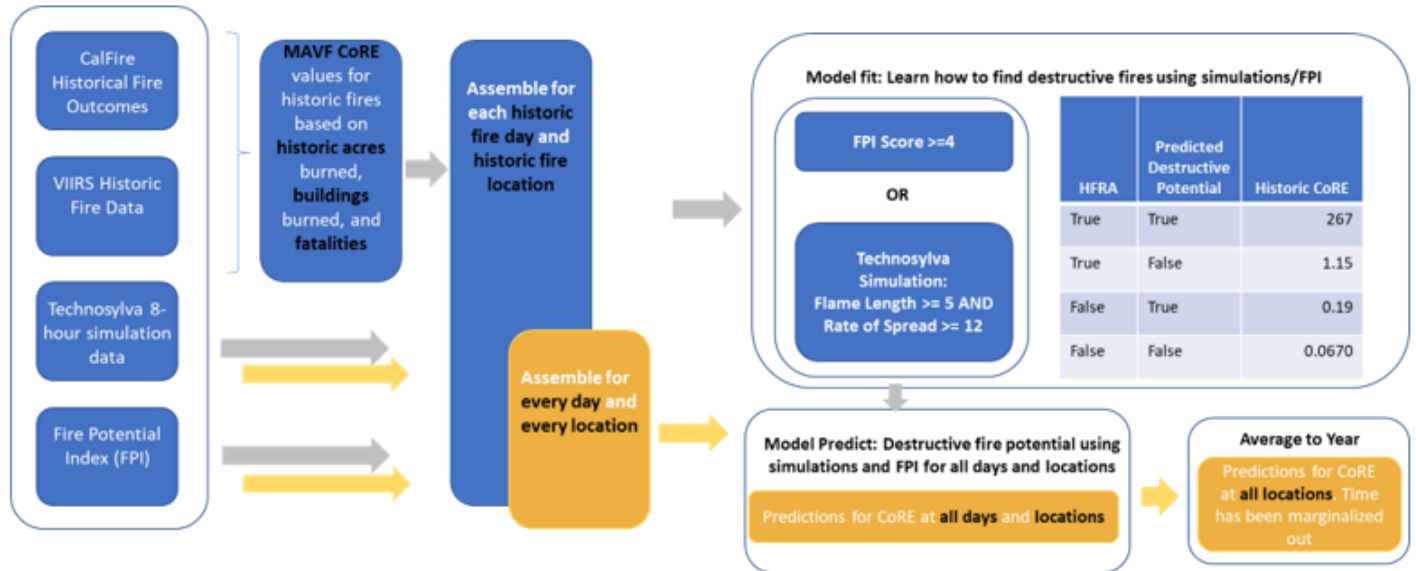 CalFire
Historical Fire
Outcomes
VIIRS Historic
Fire Data
Technosylva 8-
hour simulation
data
Fire Potential
Index (FPI)
MAVF CoRE
values for
historic fires
based on
historic acres
burned,
buildings
burned, and
fatalities
Assemble for
each historic
fire day and
historic fire
location
Assemble for
every day and
every location
Model fit: Learn how to find destructive fires using simulations/FPI
FPI Score >=4
OR
Technosylva
Simulation:
Flame Length >= 5 AND
Rate of Spread >= 12
HFRA
Predicted
Destructive
Potential
Historic CoRE
True True 267
True False 1.15
False True 0.19
False False 0.0670
Model Predict: Destructive fire potential using
simulations and FPI for all days and locations
Predictions for CoRE at all days and locations
Average to Year
Predictions for CoRE
at all locations. Time
has been marginalized
out